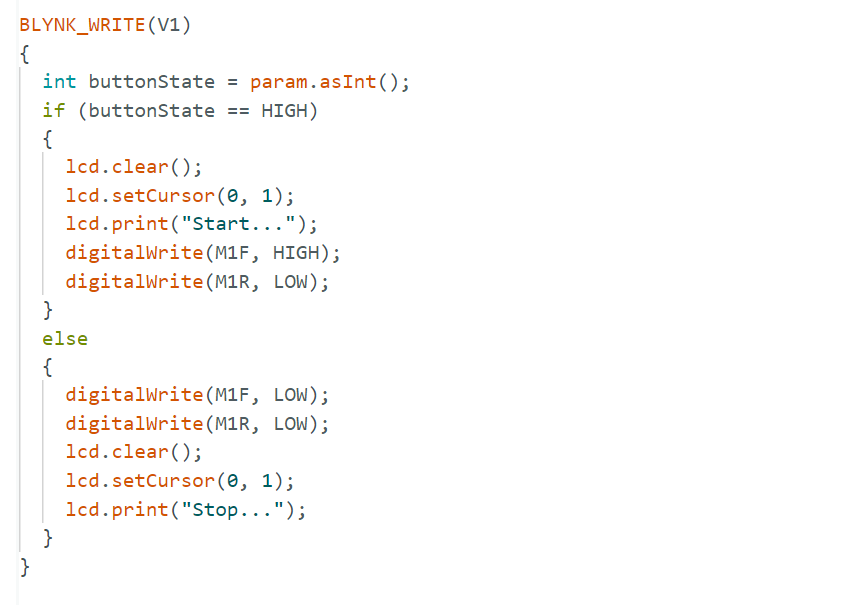 BLYNK_WRITE(V1)
{
  int buttonState = param.asInt();
  if (buttonState == HIGH)
  {
    lcd.clear();
    lcd.setCursor(0, 1);
    lcd.print("Start...");
    digitalWrite(M1F, HIGH);
    digitalWrite(M1R, LOW);
  }
  else
  {
    digitalWrite(M1F, LOW);
    digitalWrite(M1R, LOW);
    lcd.clear();
    lcd.setCursor(0, 1);
    lcd.print("Stop...");
  }
}